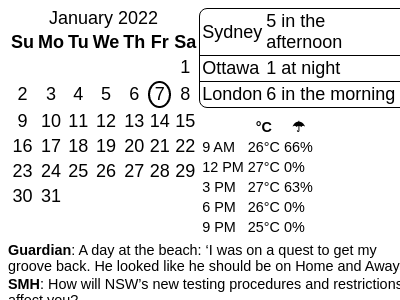 January 2022
Su Mo Tu We Th Fr Sa
1
2 3 4 5 6 7 8
9 10 11 12 13 14 15
16 17 18 19 20 21 22
23 24 25 26 27 28 29
30 31
Sydney 5 in the
afternoon
Ottawa 1 at night
London 6 in the morning
°C ☂
9 AM 26°C 66%
12 PM 27°C 0%
3 PM 27°C 63%
6 PM 26°C 0%
9 PM 25°C 0%
Guardian: A day at the beach: ‘I was on a quest to get my
groove back. He looked like he should be on Home and Away
SMH: How will NSW’s new testing procedures and restrictions
affect you?